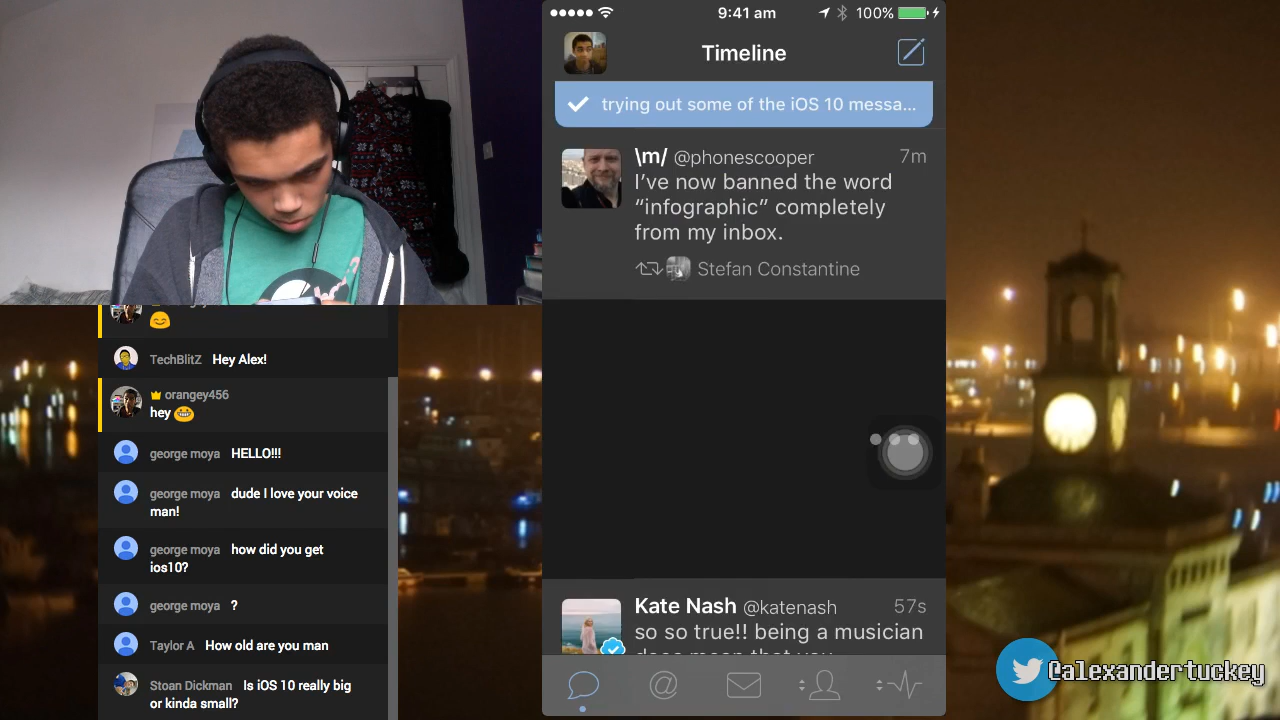 TechBlitZ Hey Alex!
orangey456
hey
george moya HELLO!!!
george moya dude I love your voice
man!
george moya how did you get
ios10?
george moya ?
Taylor A How old are you man
Stoan Dickman Is iOS 10 really big
or kinda small?
9:41 am 100%
Timeline
trying out some of the iOS 10 messa...
\m/ @phonescooper 7m
I've now banned the word
“infographic” completely
from my inbox.
Stefan Constantine
Kate Nash @katenash 57s
so so true!! being a musician
does mean that you
@alexandertuckey